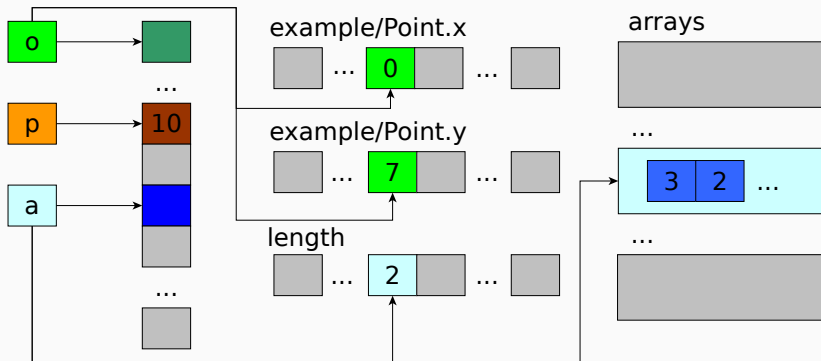 o
p
a
...
10
...
example/Point.x
... 0 ...
example/Point.y
... 7 ...
length
... 2 ...
arrays
...
3 2 ...
...